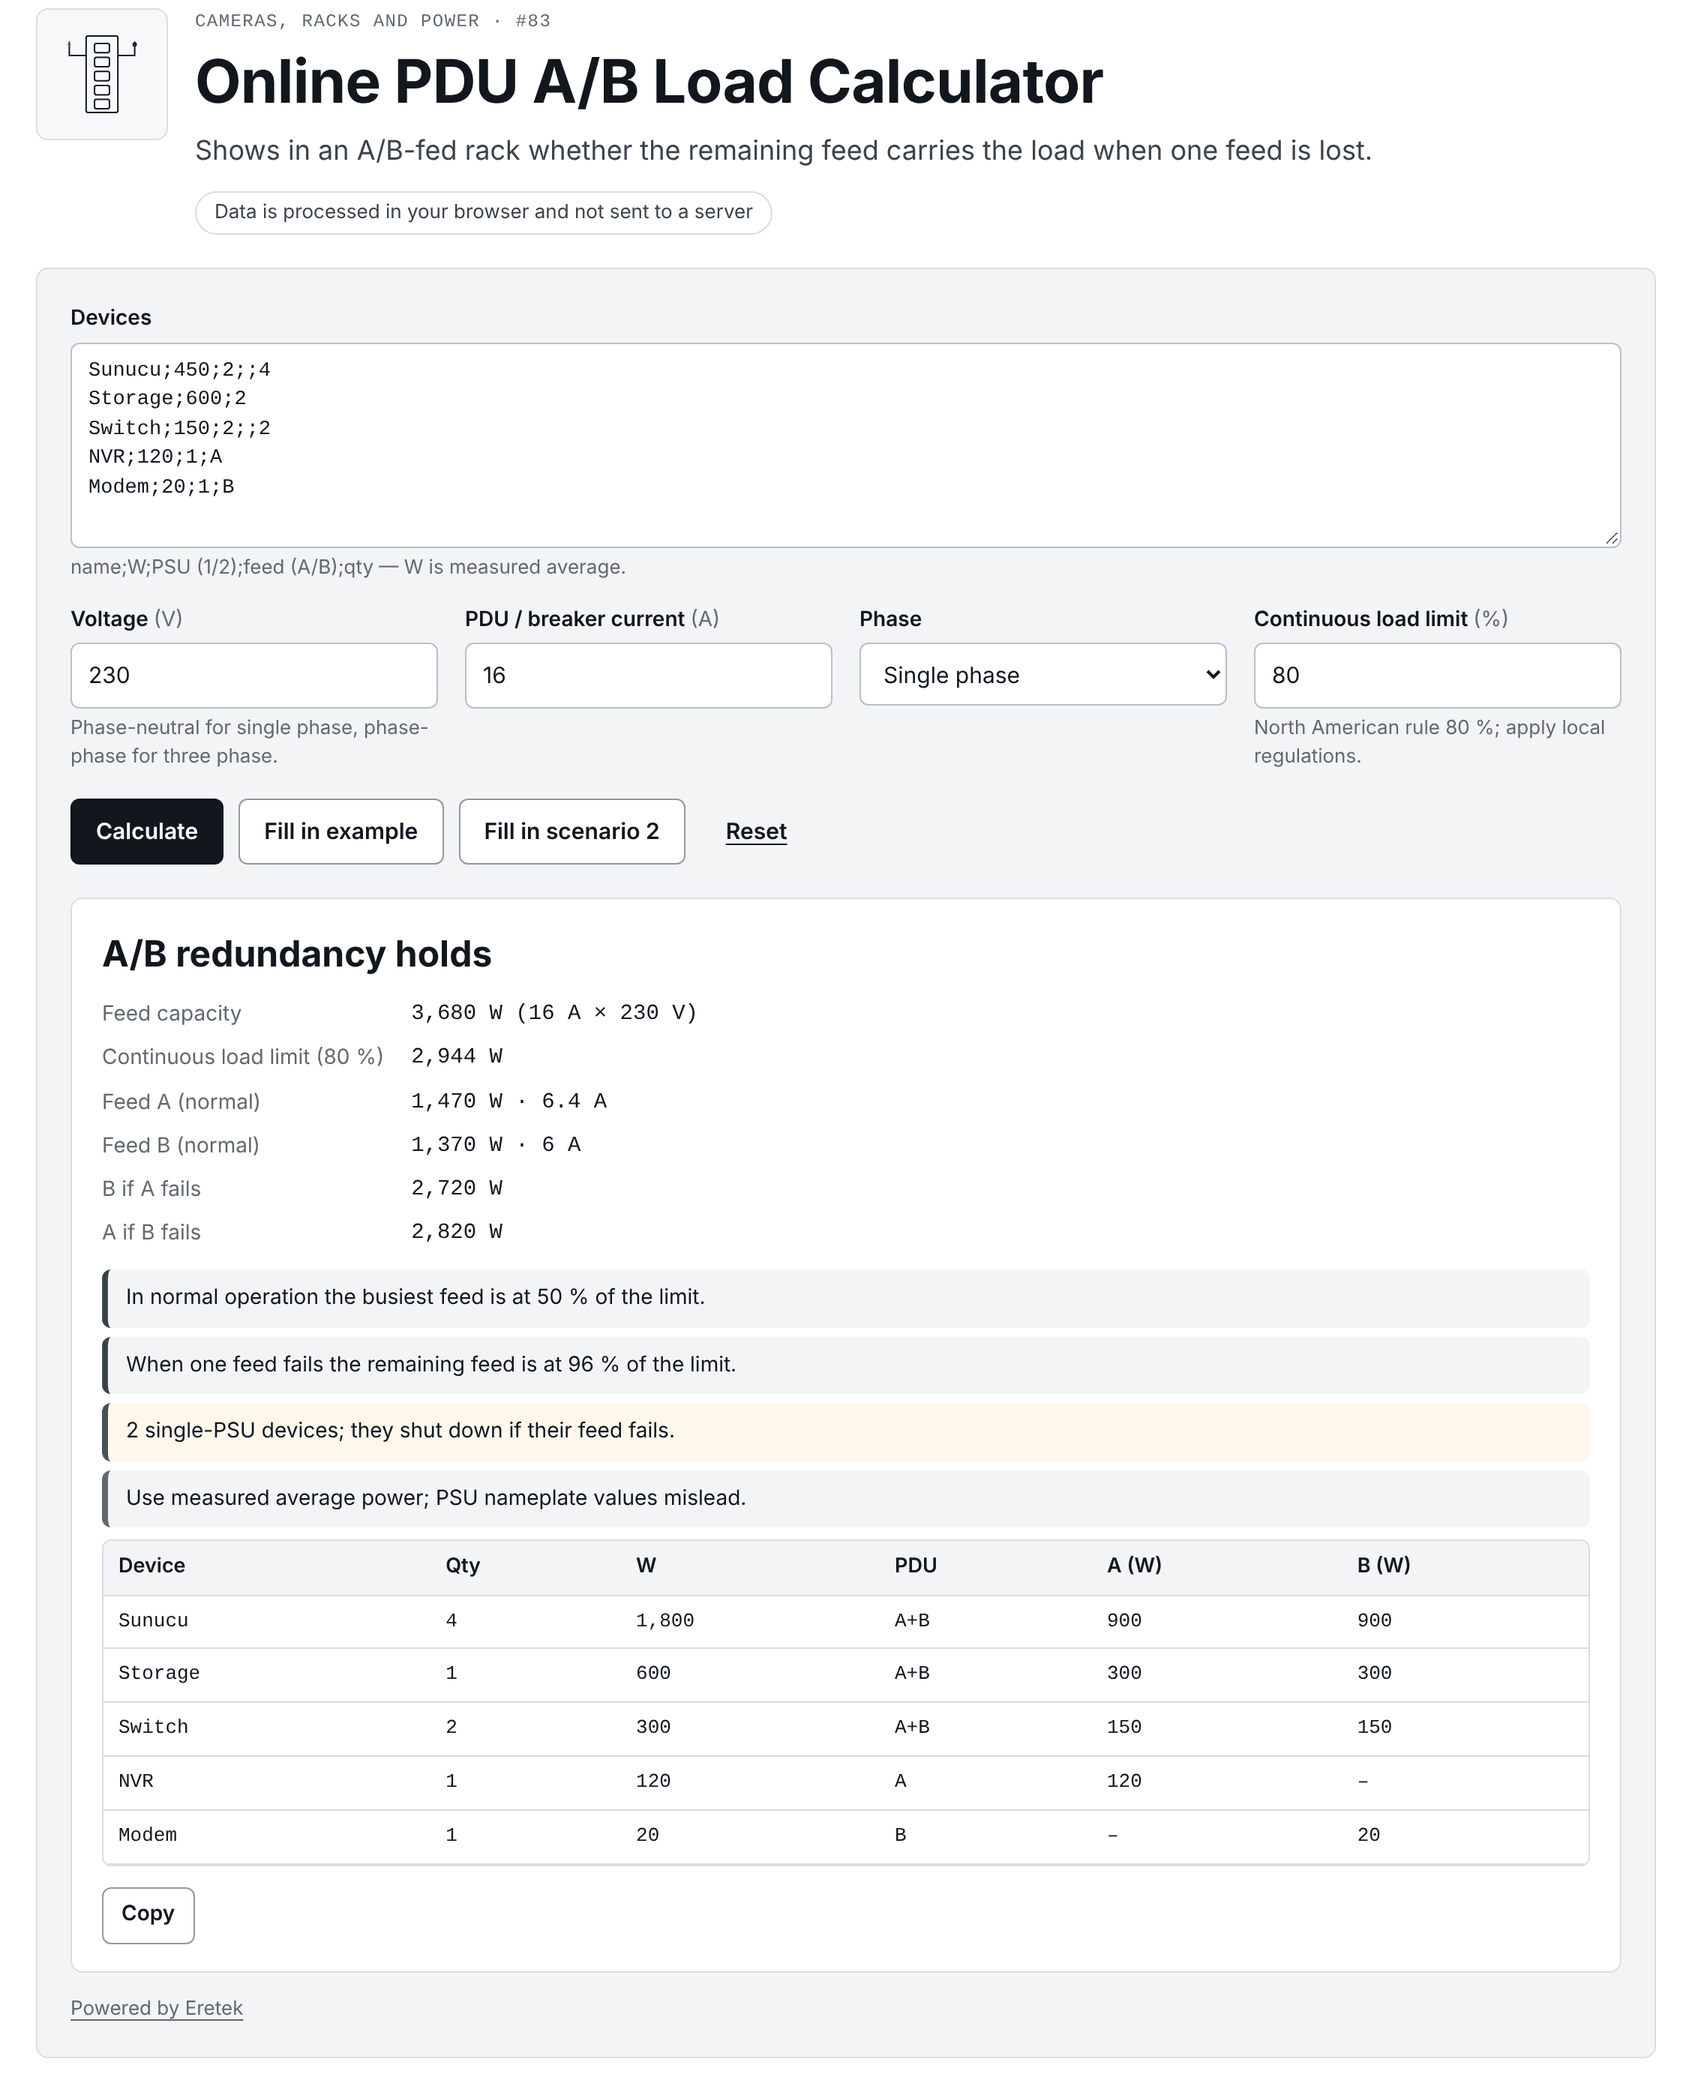 CAMERAS, RACKS AND POWER · #83
Online PDU A/B Load Calculator
Shows in an A/B-fed rack whether the remaining feed carries the load when one feed is lost.
Data is processed in your browser and not sent to a server
Devices
Sunucu;450;2;;4
Storage;600;2
Switch;150;2;;2
NVR;120;1;A
Modem;20;1;B
name;W;PSU (1/2);feed (A/B);qty — W is measured average.
Voltage (V) PDU / breaker current (A) Phase Continuous load limit (%)
230 16 Single phase 80
Phase-neutral for single phase, phase- North American rule 80 %; apply local
phase for three phase. regulations.
Calculate Fill in example Fill in scenario 2 Reset
A/B redundancy holds
Feed capacity 3,680 W (16 A × 230 V)
Continuous load limit (80 %) 2,944 W
Feed A (normal) 1,470 W · 6.4 A
Feed B (normal) 1,370 W · 6 A
B if A fails 2,720 W
A if B fails 2,820 W
In normal operation the busiest feed is at 50 % of the limit.
When one feed fails the remaining feed is at 96 % of the limit.
2 single-PSU devices; they shut down if their feed fails.
Use measured average power; PSU nameplate values mislead.
Device Qty W PDU A (W) B (W)
Sunucu 4 1,800 A+B 900 900
Storage 1 600 A+B 300 300
Switch 2 300 A+B 150 150
NVR 1 120 A 120 –
Modem 1 20 B – 20
Copy
Powered by Eretek